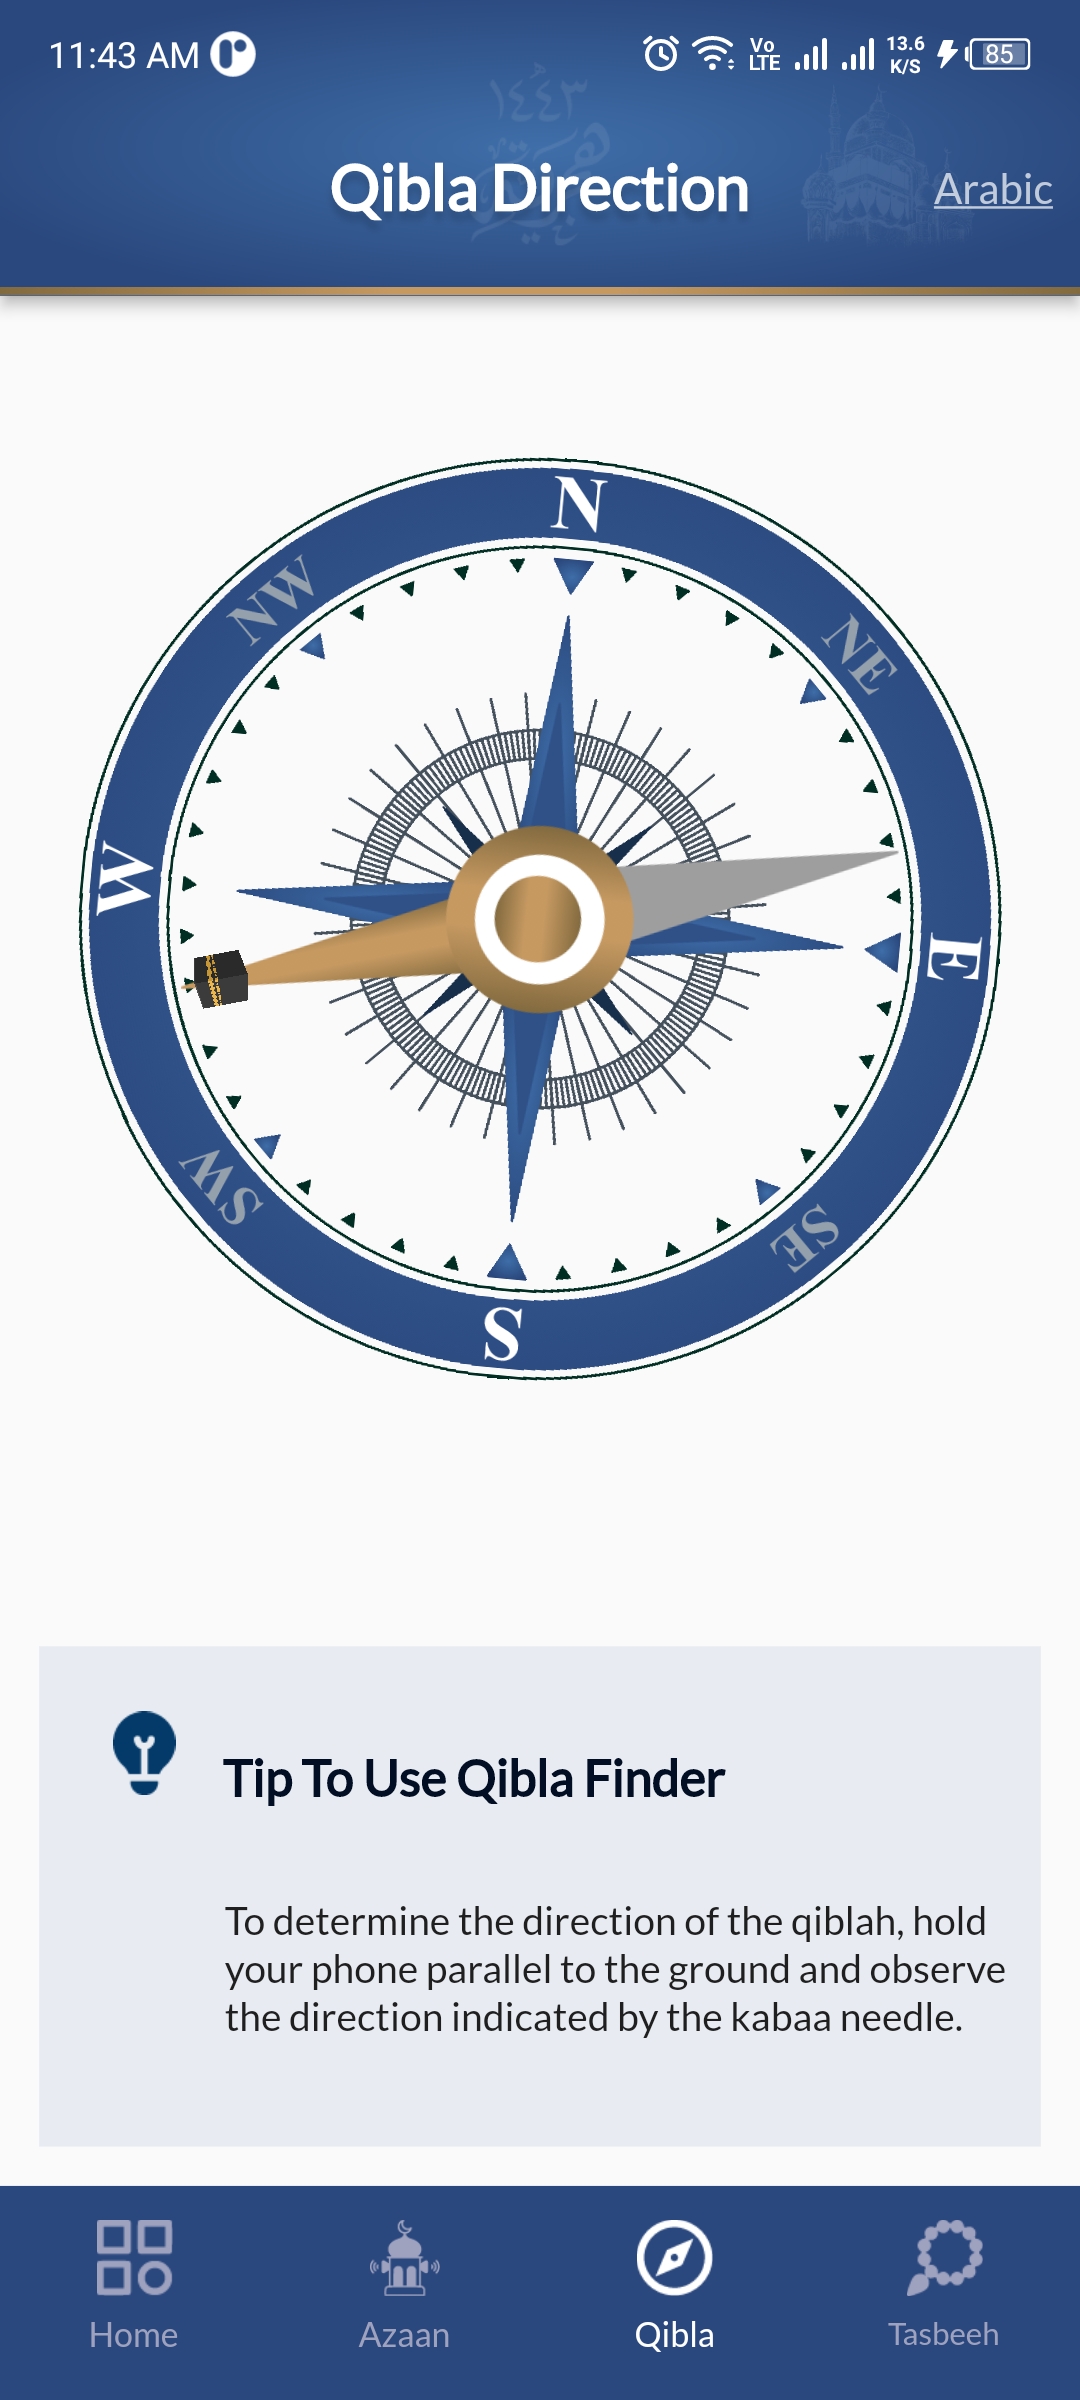 11:43 AM
Vo
LTE
13.6
K/S
85
١٤٤٣
هجرية
Qibla Direction
Arabic
N
NW
NE
W
E
SW
SE
S
Tip To Use Qibla Finder
To determine the direction of the qiblah, hold
your phone parallel to the ground and observe
the direction indicated by the kabaa needle.
Home
Azaan
Qibla
Tasbeeh